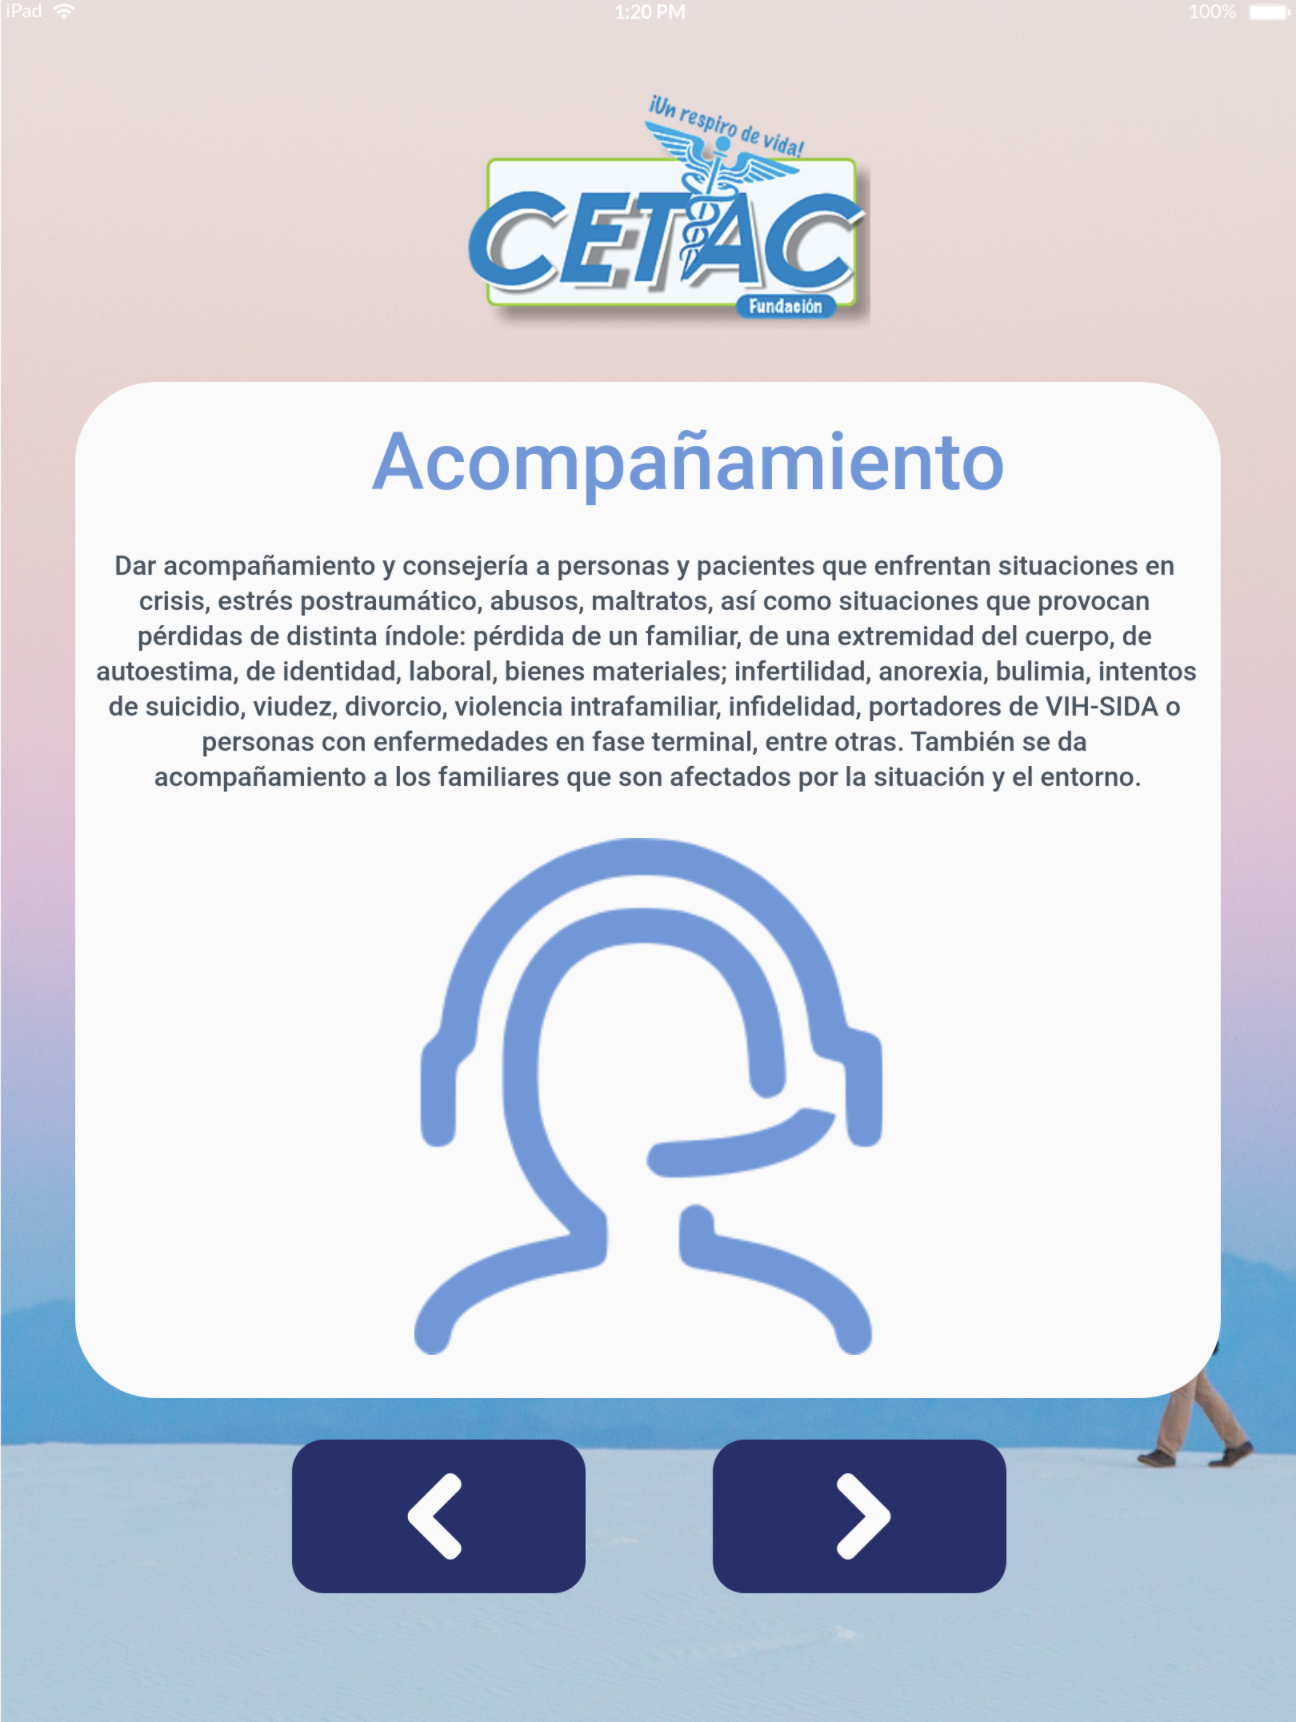 iPad
1:20 PM
100%
¡Un respiro de vida!
CETAC
Fundación
Acompañamiento
Dar acompañamiento y consejería a personas y pacientes que enfrentan situaciones en
crisis, estrés postraumático, abusos, maltratos, así como situaciones que provocan
pérdidas de distinta índole: pérdida de un familiar, de una extremidad del cuerpo, de
autoestima, de identidad, laboral, bienes materiales; infertilidad, anorexia, bulimia, intentos
de suicidio, viudez, divorcio, violencia intrafamiliar, infidelidad, portadores de VIH-SIDA o
personas con enfermedades en fase terminal, entre otras. También se da
acompañamiento a los familiares que son afectados por la situación y el entorno.